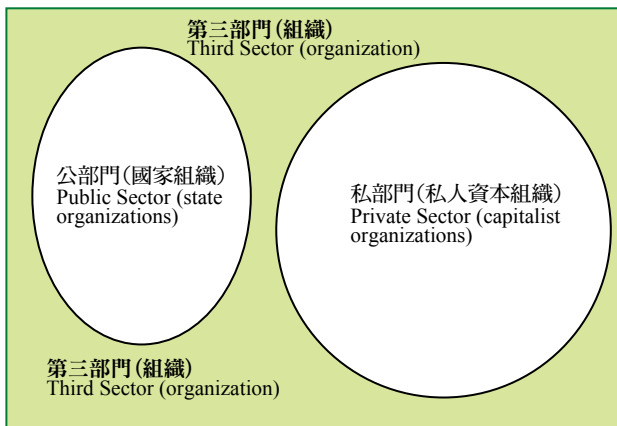 第三部門(組織)
Third Sector (organization)
公部門(國家組織)
Public Sector (state
organizations)
私部門(私人資本組織)
Private Sector (capitalist
organizations)
第三部門(組織)
Third Sector (organization)